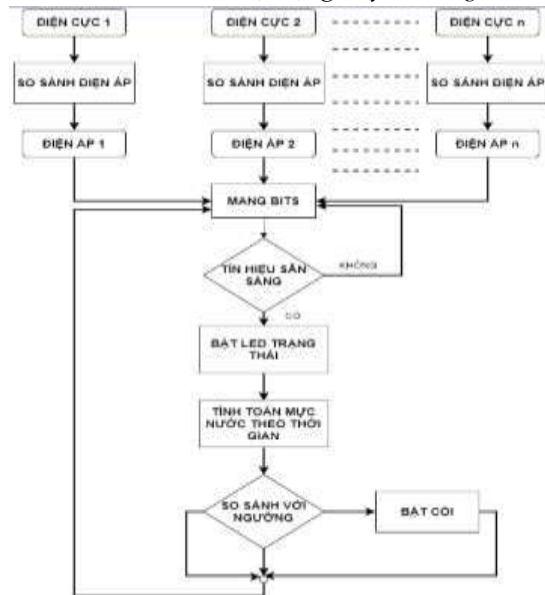 ĐIỆN CỰC 1
ĐIỆN CỰC 2
ĐIỆN CỰC n
SO SÁNH ĐIỆN ÁP
SO SÁNH ĐIỆN ÁP
SO SÁNH ĐIỆN ÁP
ĐIỆN ÁP 1
ĐIỆN ÁP 2
ĐIỆN ÁP n
MẢNG BITS
TÍN HIỆU SẴN
SÀNG
KHÔNG
CÓ
BẬT LED TRẠNG
THÁI
TÍNH TOÁN MỰC
NƯỚC THEO THỜI
GIAN
SO SÁNH VỚI
NGƯỠNG
BẬT CÒI